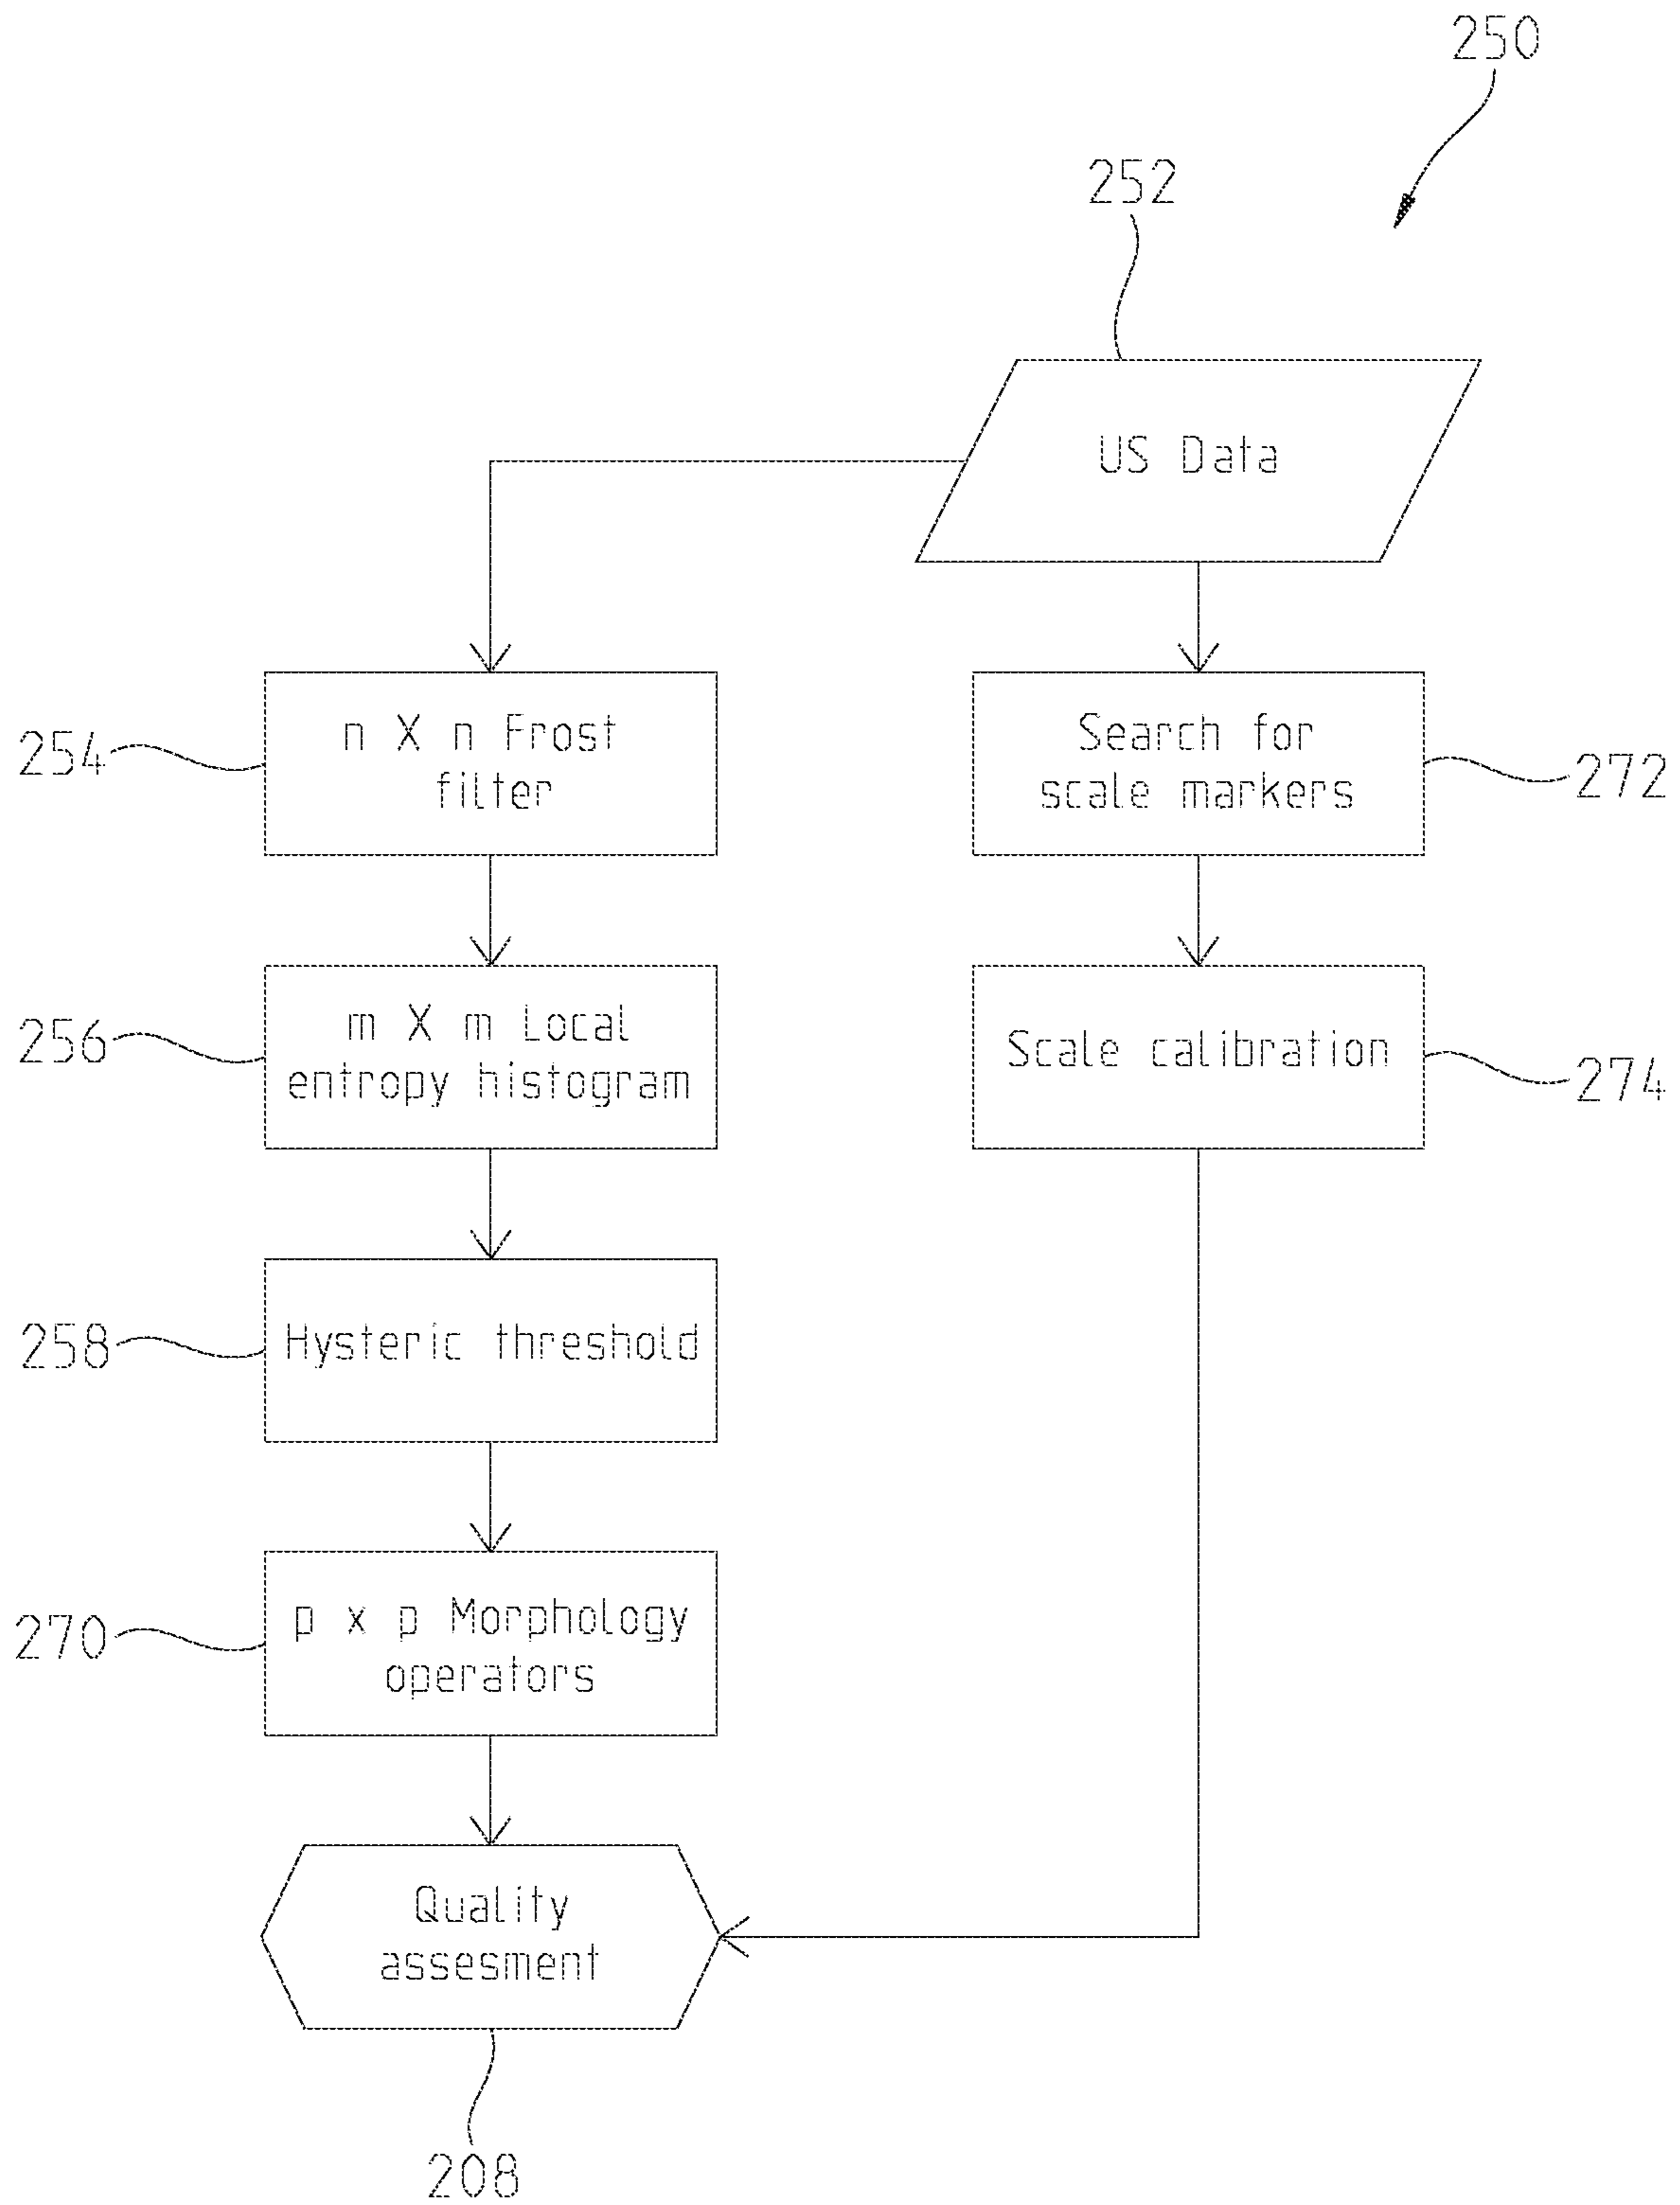 250
252
US Data
n X n Frost
filter
254
Search for
scale markers
272
m X m Local
entropy histogram
256
Scale calibration
274
Hysteric threshold
258
p x p Morphology
operators
270
Quality
assesment
208